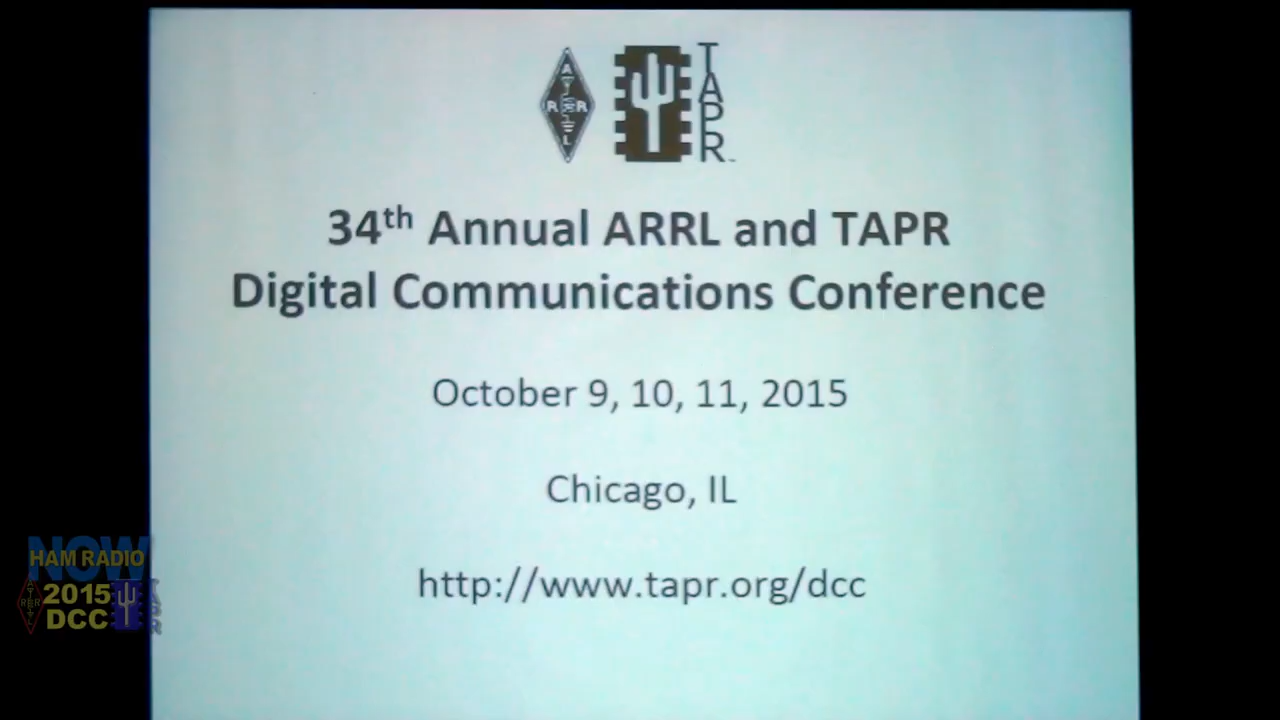 A
R R
L
TAPR
34th Annual ARRL and TAPR
Digital Communications Conference
October 9, 10, 11, 2015
Chicago, IL
http://www.tapr.org/dcc
NOW
HAM RADIO
2015
DCC